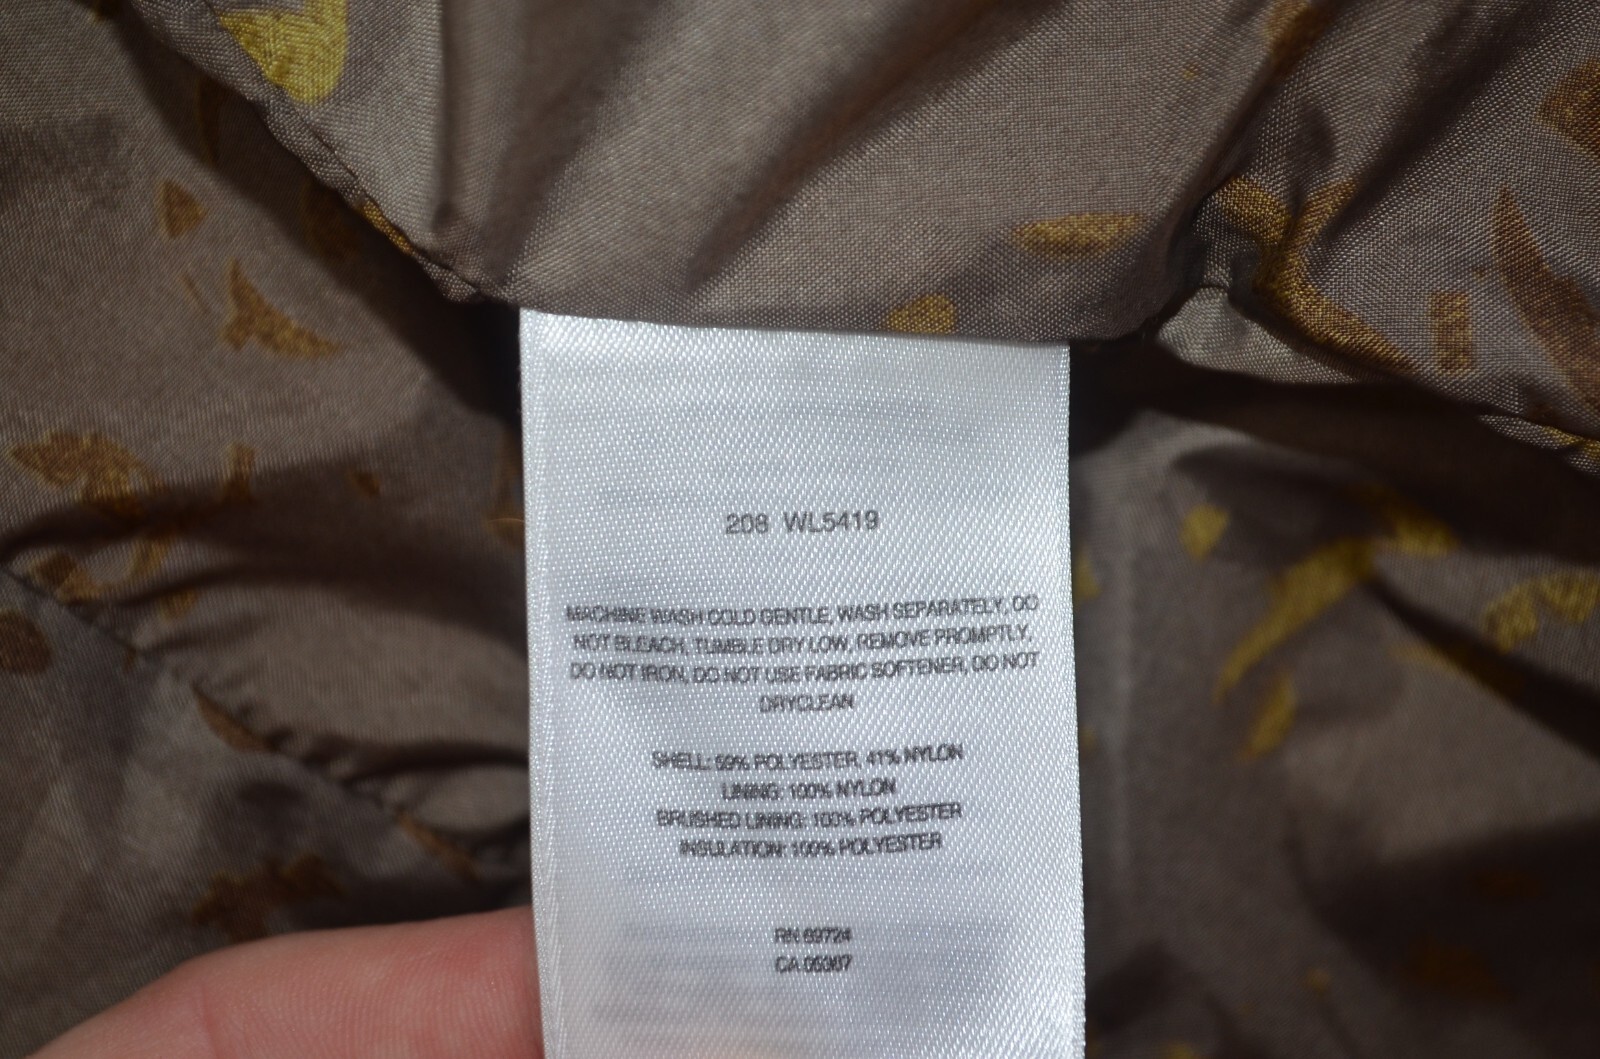 208 WL5419
MACHINE WASH COLD GENTLE, WASH SEPARATELY, DO
NOT BLEACH, TUMBLE DRY LOW, REMOVE PROMPTLY,
DO NOT IRON, DO NOT USE FABRIC SOFTENER, DO NOT
DRYCLEAN
SHELL: 59% POLYESTER, 41% NYLON
LINING: 100% NYLON
BRUSHED LINING: 100% POLYESTER
INSULATION: 100% POLYESTER
RN 69724
CA 05367